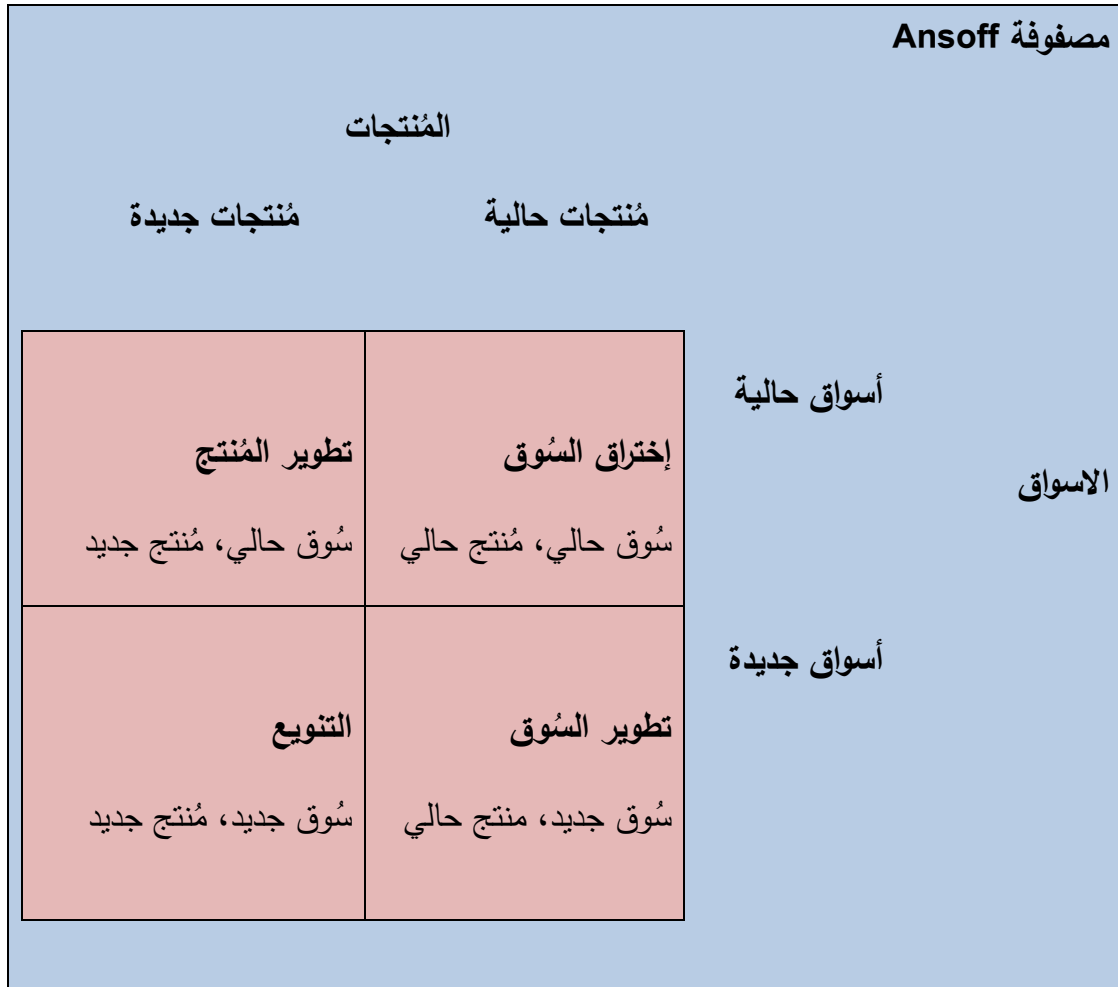 مصفوفة Ansoff
المُنتجات
مُنتجات حالية
مُنتجات جديدة
أسواق حالية
الاسواق
إختراق السُوق
سُوق حالي، مُنتج حالي
تطوير المُنتج
سُوق حالي، مُنتج جديد
أسواق جديدة
تطوير السُوق
سُوق جديد، منتج حالي
التنويع
سُوق جديد، مُنتج جديد